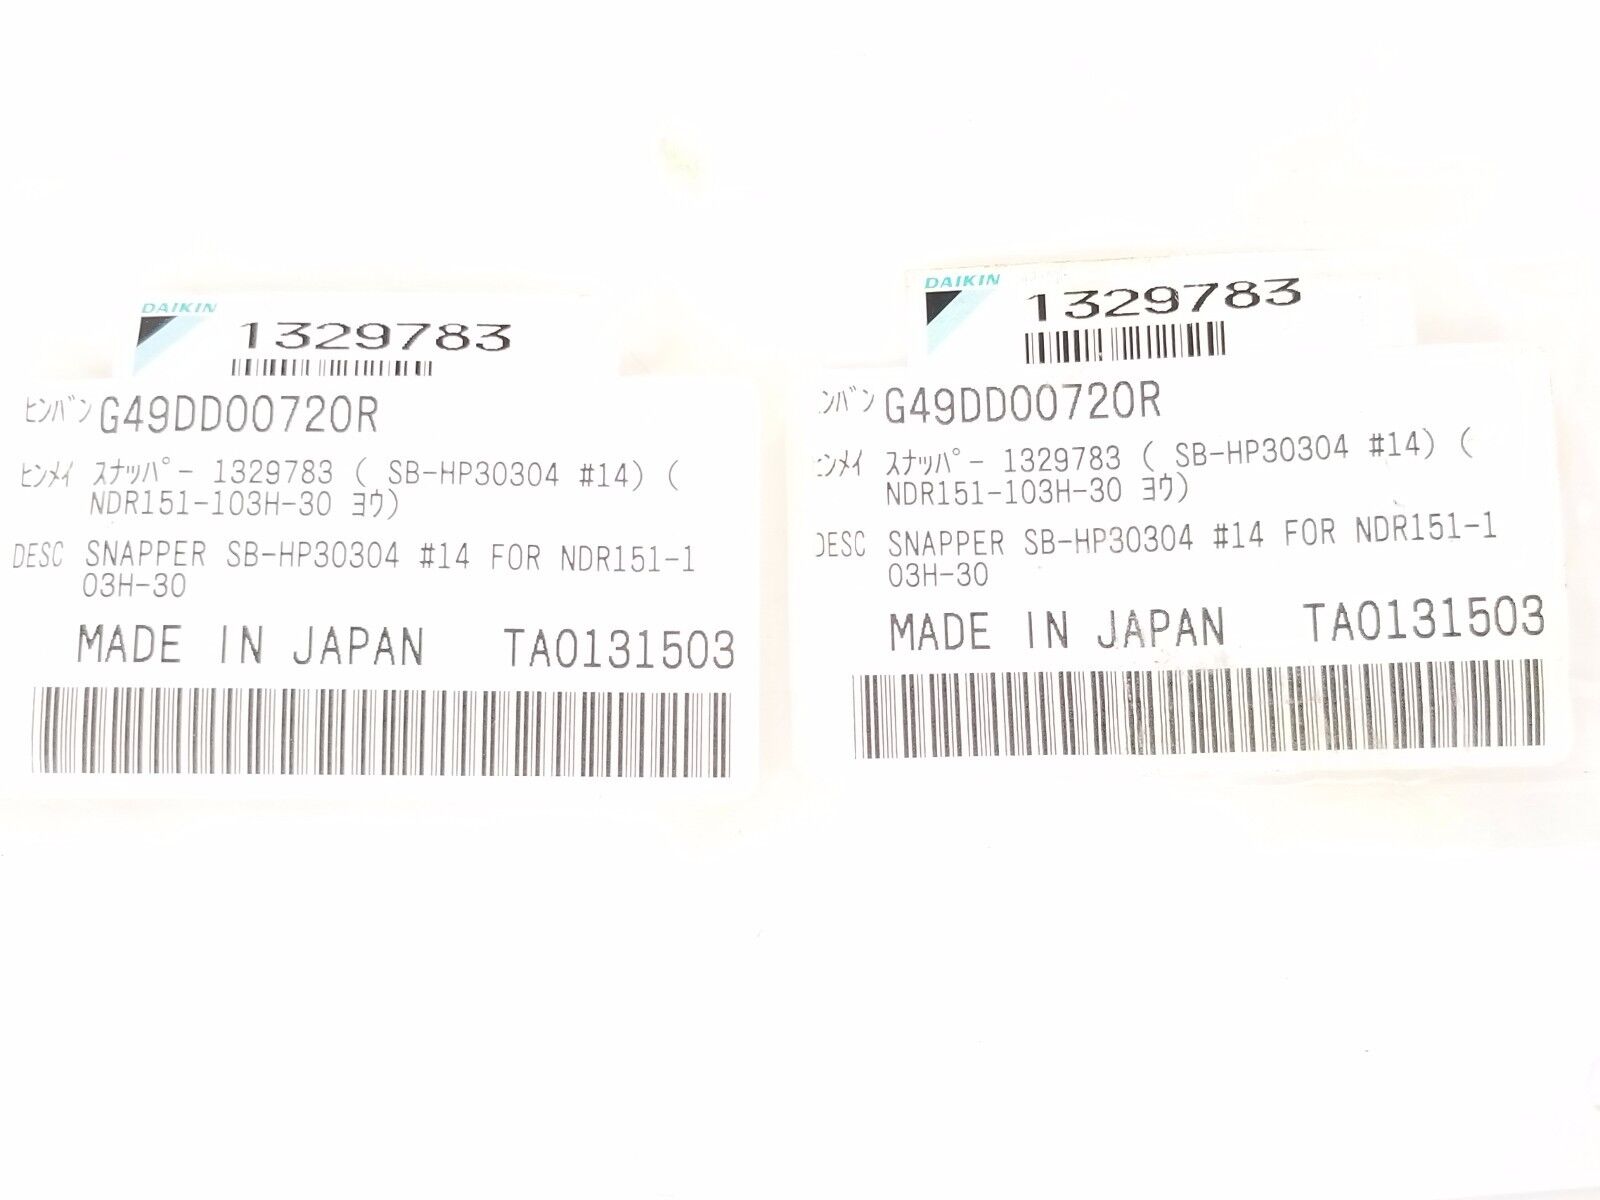 DAIKIN
1329783
ﾋﾝﾊﾞﾝ G49DD00720R
ﾋﾝﾒｲ ｽﾅｯﾊﾟｰ 1329783 ( SB-HP30304 #14) (
NDR151-103H-30 ﾖｳ)
DESC SNAPPER SB-HP30304 #14 FOR NDR151-1
03H-30
MADE IN JAPAN TA0131503
DAIKIN
1329783
ﾝﾊﾞﾝ G49DD00720R
ﾝﾒｲ ｽﾅｯﾊﾟｰ 1329783 ( SB-HP30304 #14) (
NDR151-103H-30 ﾖｳ)
DESC SNAPPER SB-HP30304 #14 FOR NDR151-1
03H-30
MADE IN JAPAN TA0131503